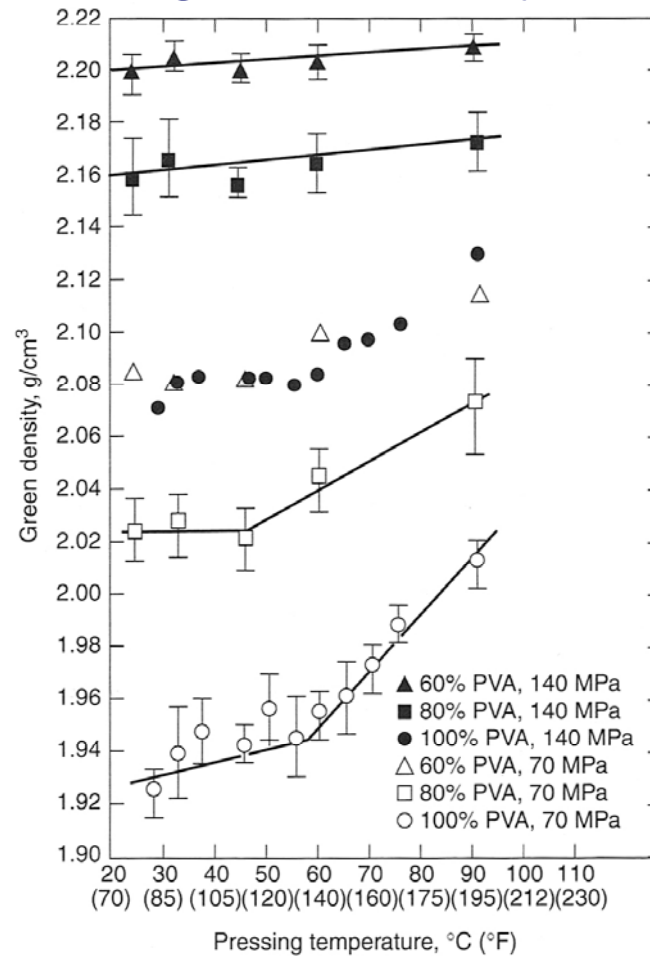 2.22
2.20
2.18
2.16
2.14
2.12
2.10
2.08
2.06
2.04
2.02
2.00
1.98
1.96
1.94
1.92
1.90
Green density, g/cm³
▲ 60% PVA, 140 MPa
■ 80% PVA, 140 MPa
● 100% PVA, 140 MPa
△ 60% PVA, 70 MPa
□ 80% PVA, 70 MPa
○ 100% PVA, 70 MPa
20 30 40 50 60 70 80 90 100 110
(70) (85) (105)(120)(140)(160)(175)(195)(212)(230)
Pressing temperature, °C (°F)